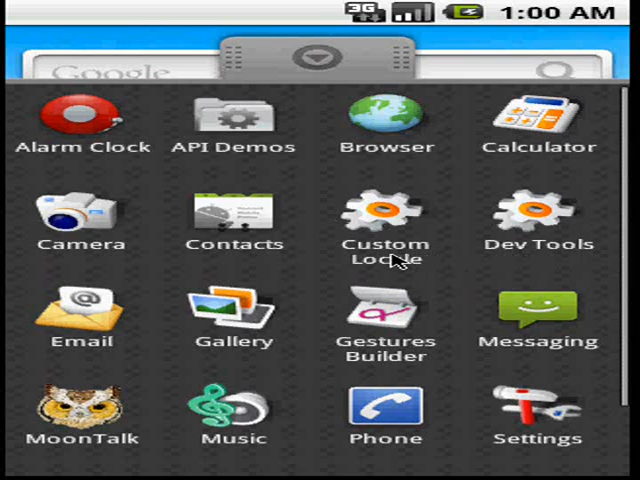 3G 1:00 AM
Google
Alarm Clock API Demos Browser Calculator
Camera Contacts Custom Locale Dev Tools
Email Gallery Gestures Builder Messaging
MoonTalk Music Phone Settings